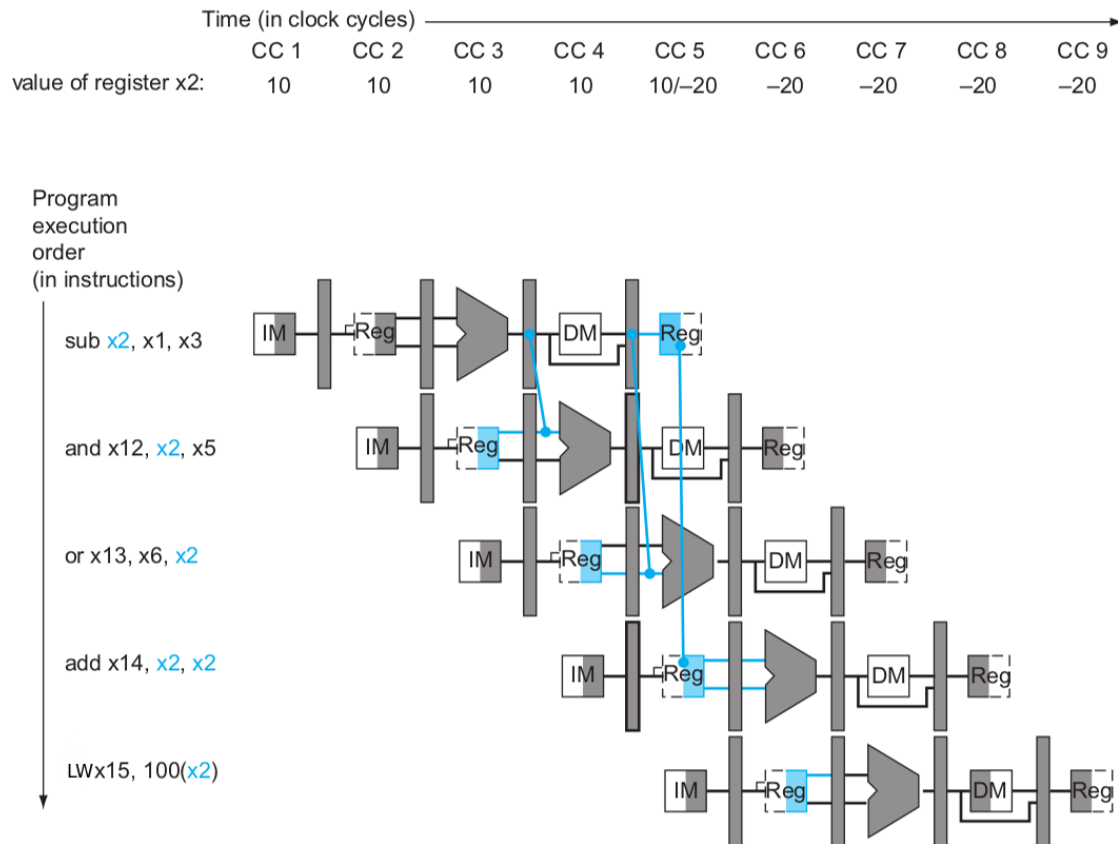 Time (in clock cycles)
CC 1 CC 2 CC 3 CC 4 CC 5 CC 6 CC 7 CC 8 CC 9
value of register x2: 10 10 10 10 10/–20 –20 –20 –20 –20
Program
execution
order
(in instructions)
sub x2, x1, x3
IM Reg DM Reg
and x12, x2, x5
IM Reg DM Reg
or x13, x6, x2
IM Reg DM Reg
add x14, x2, x2
IM Reg DM Reg
LWx15, 100(x2)
IM Reg DM Reg